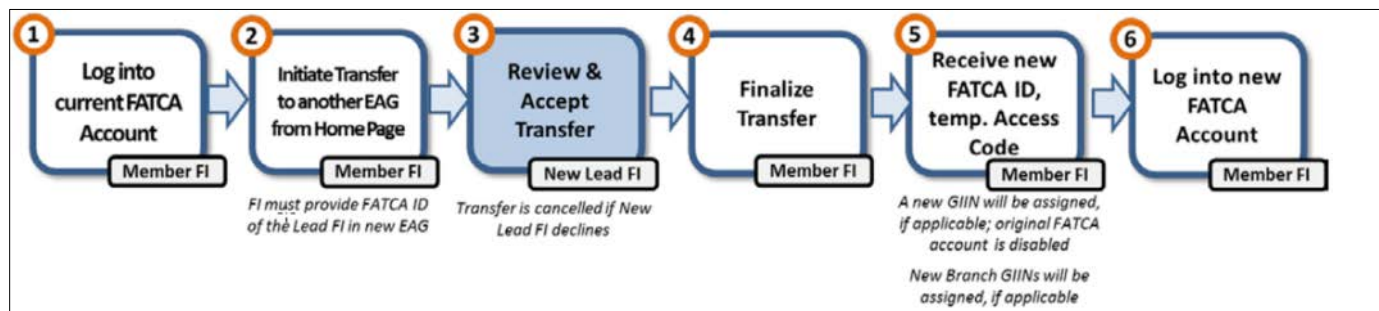 1
Log into
current FATCA
Account
Member FI
2
Initiate Transfer
to another EAG
from Home Page
Member FI
FI must provide FATCA ID
of the Lead FI in new EAG
3
Review &
Accept
Transfer
New Lead FI
Transfer is cancelled if New
Lead FI declines
4
Finalize
Transfer
Member FI
5
Receive new
FATCA ID,
temp. Access
Code
Member FI
A new GIIN will be assigned,
if applicable; original FATCA
account is disabled
New Branch GIINs will be
assigned, if applicable
6
Log into new
FATCA
Account
Member FI